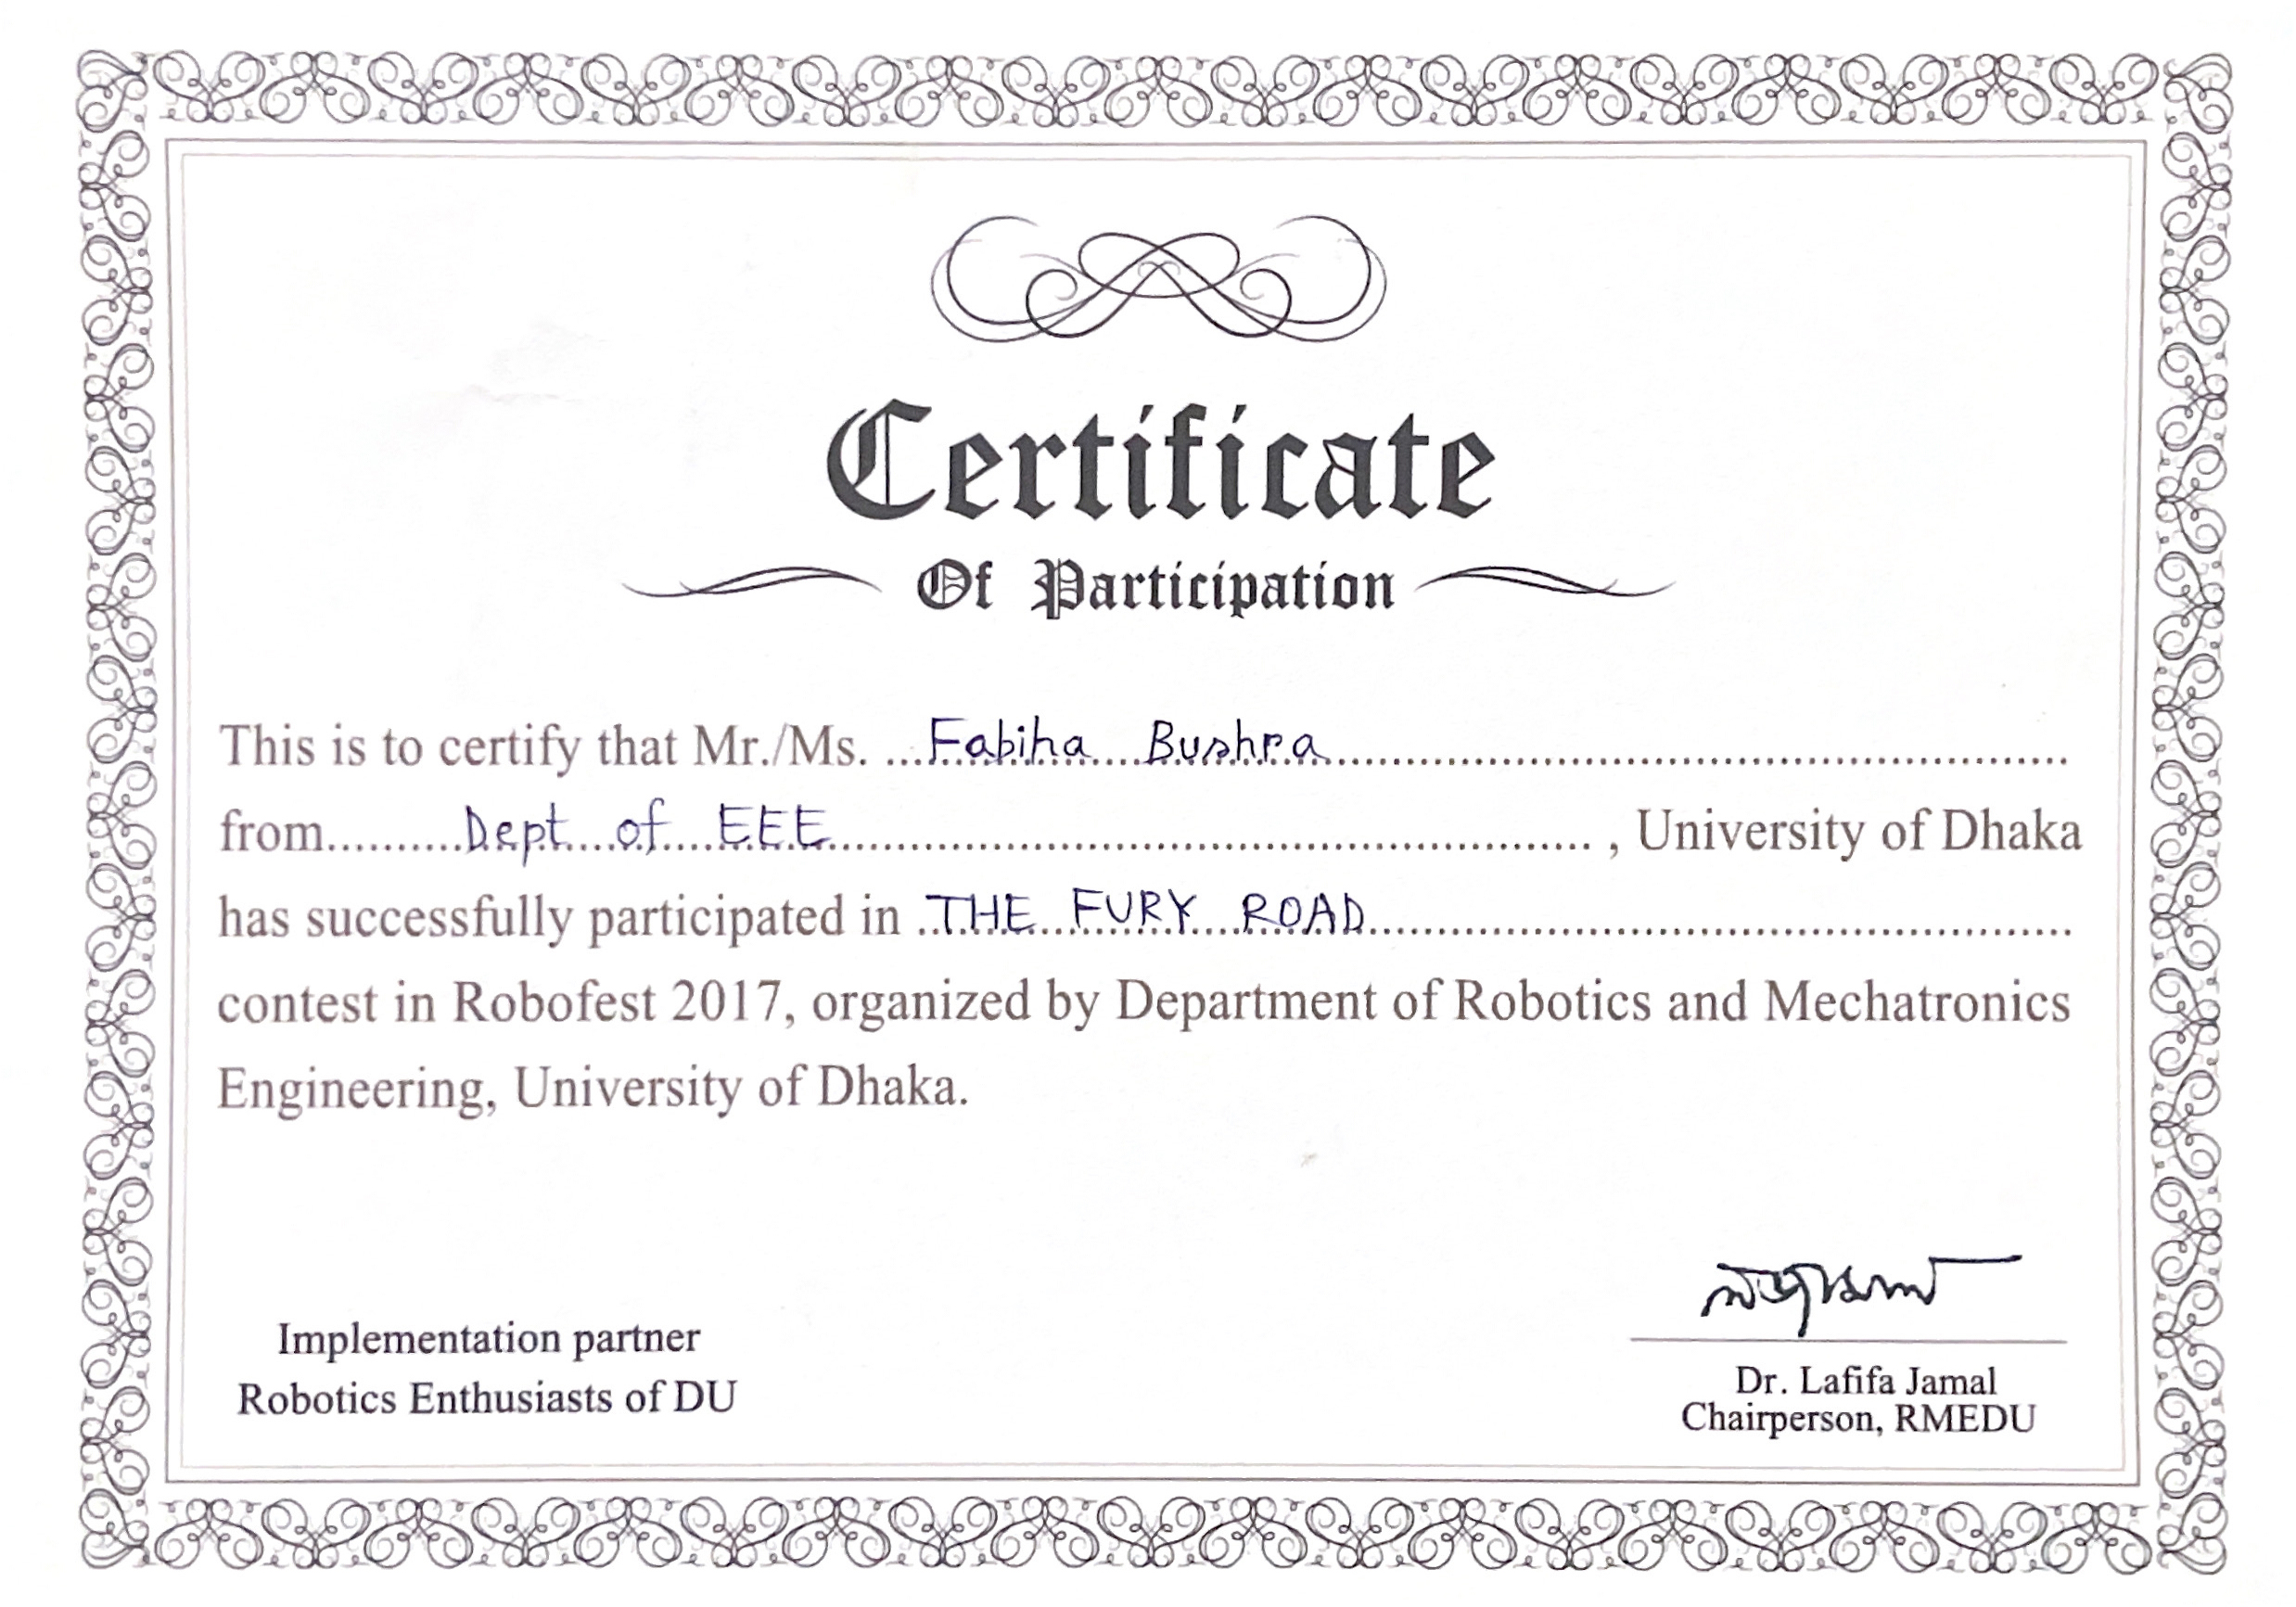 Certificate
Of Participation
This is to certify that Mr./Ms. ...Fabiha Bushra...
from..........Dept of EEE.......... , University of Dhaka
has successfully participated in ..THE FURY ROAD..
contest in Robofest 2017, organized by Department of Robotics and Mechatronics
Engineering, University of Dhaka.
Implementation partner
Robotics Enthusiasts of DU
Dr. Lafifa Jamal
Chairperson, RMEDU